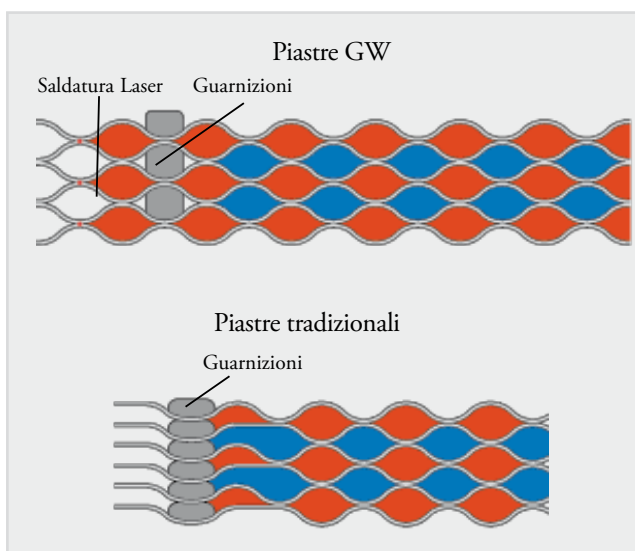 Piastre GW
Saldatura Laser
Guarnizioni
Piastre tradizionali
Guarnizioni